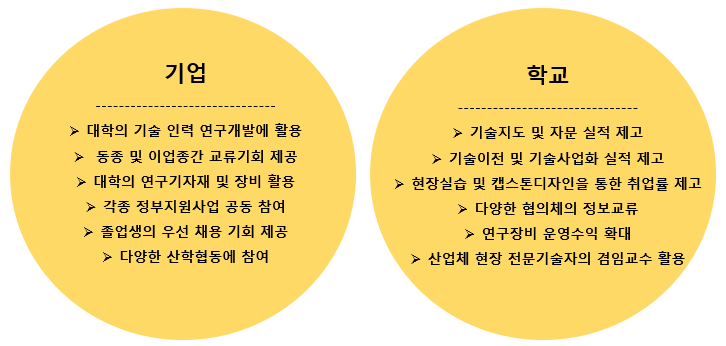 기업
------------------------------
➢ 대학의 기술 인력 연구개발에 활용
➢ 동종 및 이업종간 교류기회 제공
➢ 대학의 연구기자재 및 장비 활용
➢ 각종 정부지원사업 공동 참여
➢ 졸업생의 우선 채용 기회 제공
➢ 다양한 산학협동에 참여
학교
------------------------------
➢ 기술지도 및 자문 실적 제고
➢ 기술이전 및 기술사업화 실적 제고
➢ 현장실습 및 캡스톤디자인을 통한 취업률 제고
➢ 다양한 협의체의 정보교류
➢ 연구장비 운영수익 확대
➢ 산업체 현장 전문기술자의 겸임교수 활용